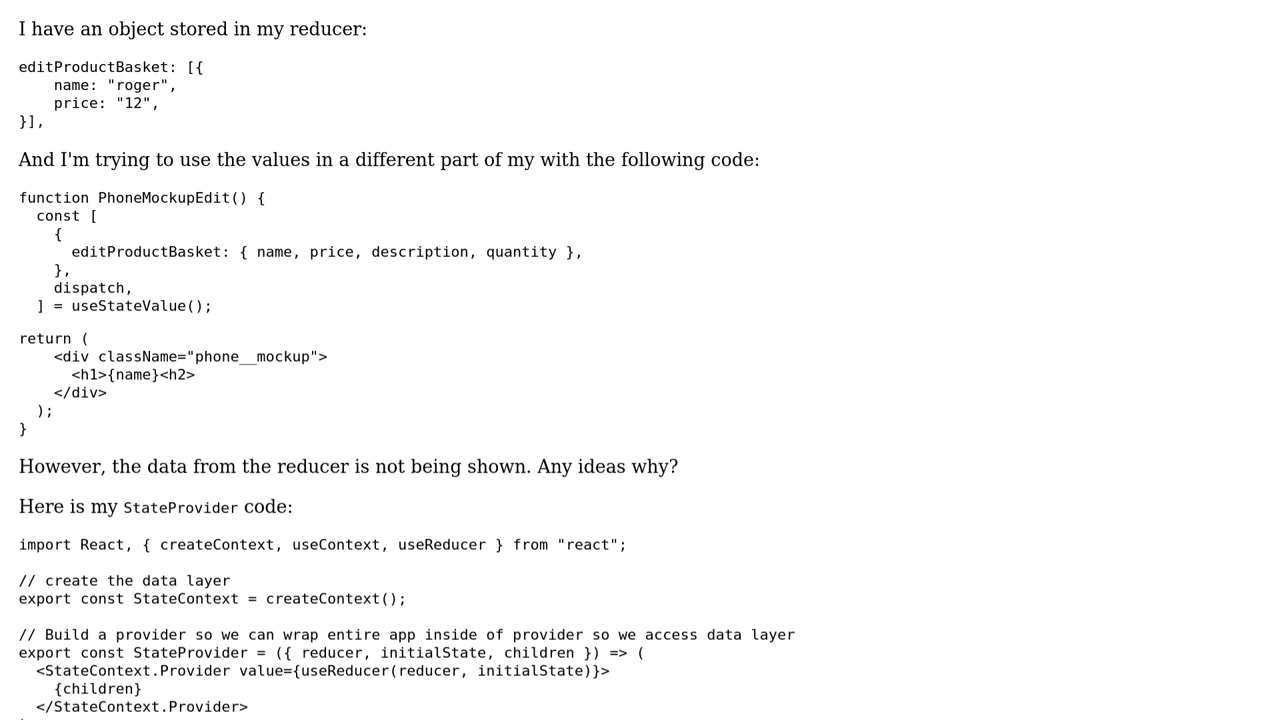 I have an object stored in my reducer:
editProductBasket: [{
    name: "roger",
    price: "12",
}],
And I'm trying to use the values in a different part of my with the following code:
function PhoneMockupEdit() {
  const [
    {
      editProductBasket: { name, price, description, quantity },
    },
    dispatch,
  ] = useStateValue();
return (
    <div className="phone__mockup">
      <h1>{name}<h2>
    </div>
  );
}
However, the data from the reducer is not being shown. Any ideas why?
Here is my StateProvider code:
import React, { createContext, useContext, useReducer } from "react";
// create the data layer
export const StateContext = createContext();
// Build a provider so we can wrap entire app inside of provider so we access data layer
export const StateProvider = ({ reducer, initialState, children }) => (
  <StateContext.Provider value={useReducer(reducer, initialState)}>
    {children}
  </StateContext.Provider>